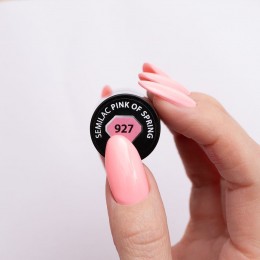 SEMILAC PINK OF SPRING
927